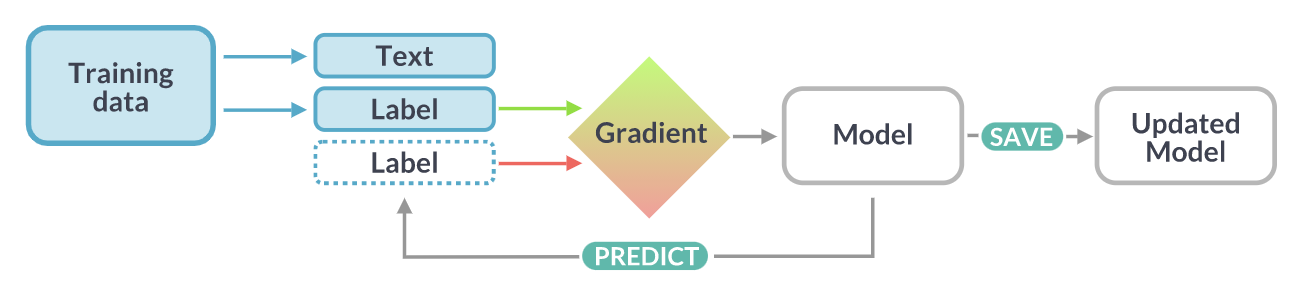 Training
data
Text
Label
Label
Gradient
Model
SAVE
Updated
Model
PREDICT